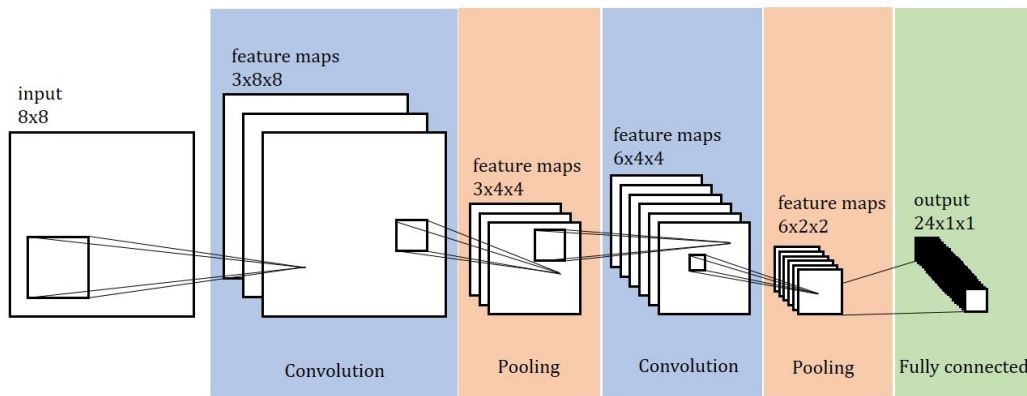 input
8x8
feature maps
3x8x8
feature maps
3x4x4
feature maps
6x4x4
feature maps
6x2x2
output
24x1x1
Convolution
Pooling
Convolution
Pooling
Fully connected